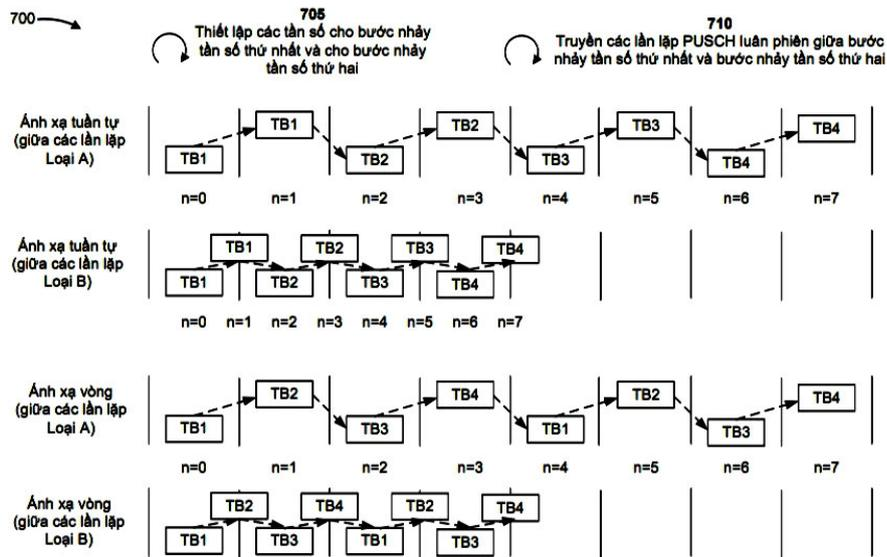 700
705
Thiết lập các tần số cho bước nhảy
tần số thứ nhất và cho bước nhảy
tần số thứ hai
710
Truyền các lần lặp PUSCH luân phiên giữa bước
nhảy tần số thứ nhất và bước nhảy tần số thứ hai
Ánh xạ tuần tự
(giữa các lần lặp
Loại A)
TB1 TB1 TB2 TB2 TB3 TB3 TB4 TB4
n=0 n=1 n=2 n=3 n=4 n=5 n=6 n=7
Ánh xạ tuần tự
(giữa các lần lặp
Loại B)
TB1 TB1 TB2 TB2 TB3 TB3 TB4 TB4
n=0 n=1 n=2 n=3 n=4 n=5 n=6 n=7
Ánh xạ vòng
(giữa các lần lặp
Loại A)
TB1 TB2 TB3 TB4 TB1 TB2 TB3 TB4
n=0 n=1 n=2 n=3 n=4 n=5 n=6 n=7
Ánh xạ vòng
(giữa các lần lặp
Loại B)
TB1 TB2 TB3 TB4 TB1 TB2 TB3 TB4